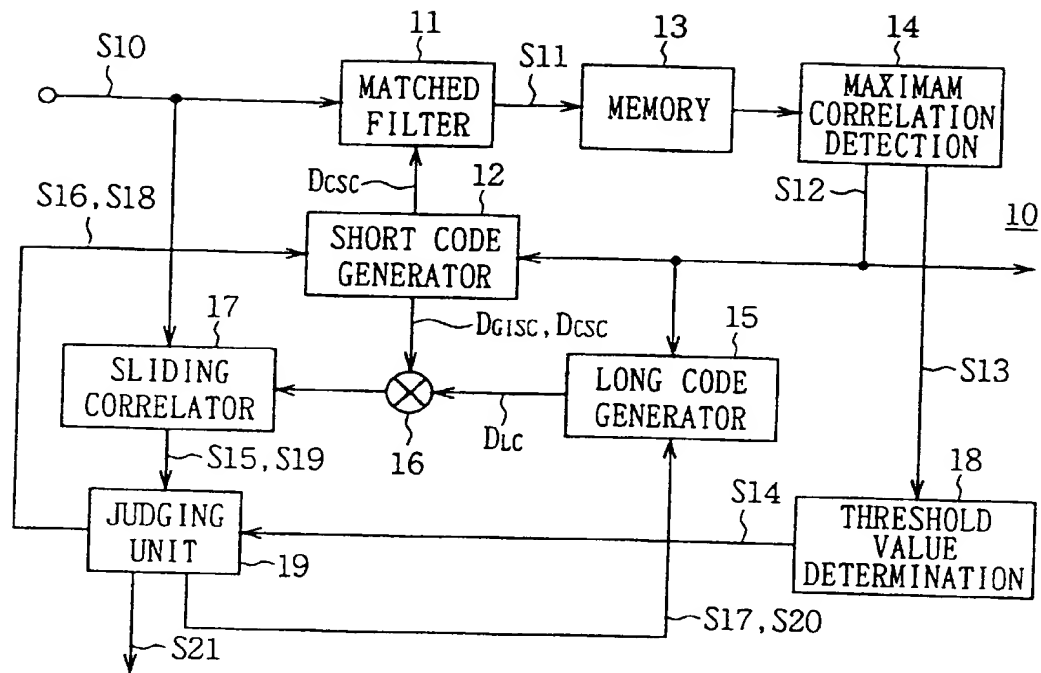 S10
11
MATCHED
FILTER
S11
13
MEMORY
14
MAXIMAM
CORRELATION
DETECTION
DCSC
12
S12
S16, S18
SHORT CODE
GENERATOR
10
DGISC, DCSC
17
SLIDING
CORRELATOR
15
LONG CODE
GENERATOR
S13
DLC
16
S15, S19
JUDGING
UNIT
19
S14
18
THRESHOLD
VALUE
DETERMINATION
S17, S20
S21